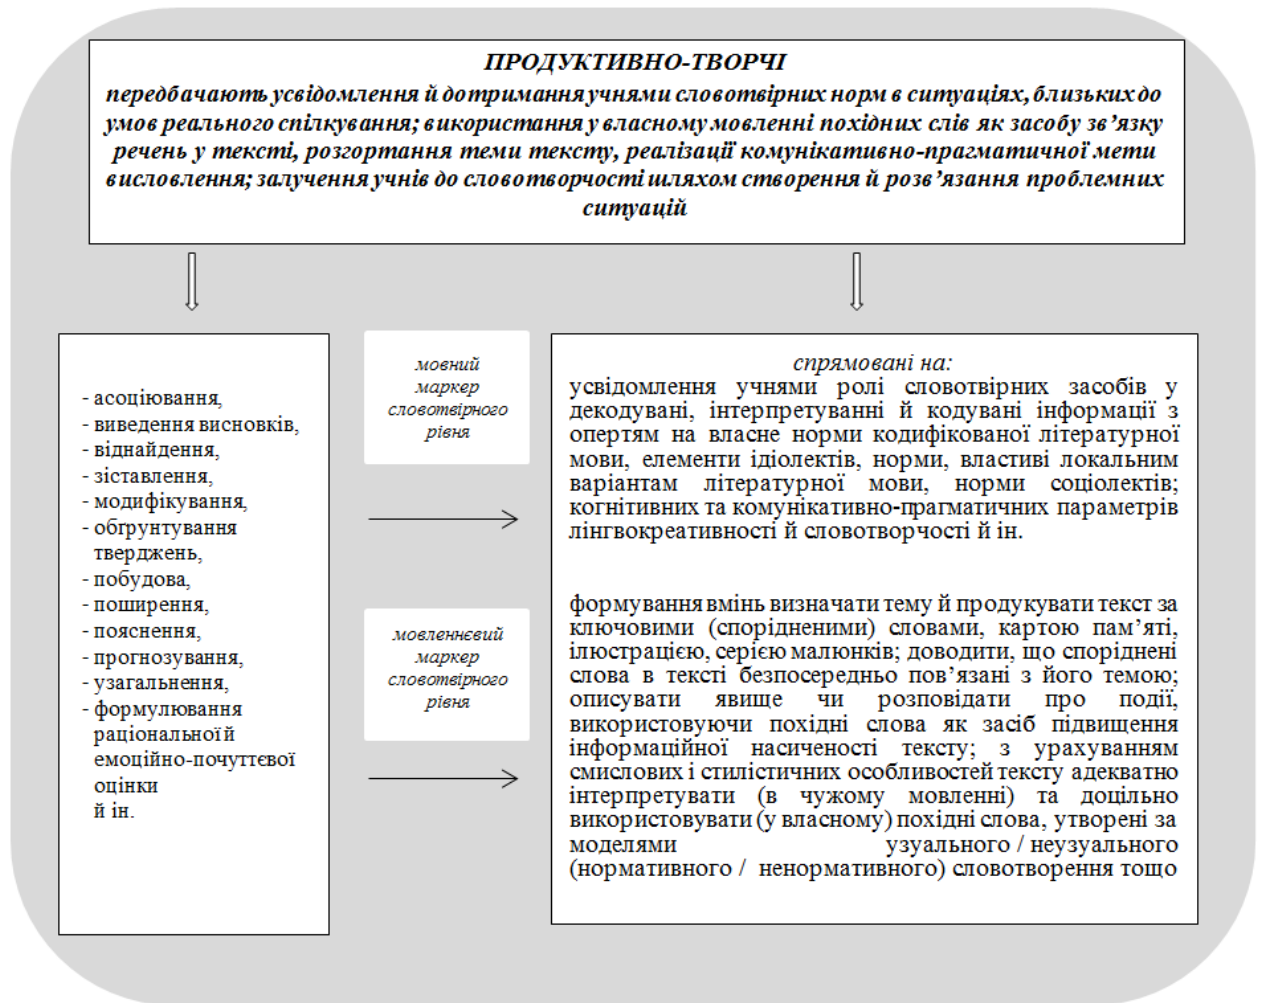 ПРОДУКТИВНО-ТВОРЧІ
передбачають усвідомлення й дотримання учнями словотвірних норм в ситуаціях, близьких до
умов реального спілкування; використання у власному мовленні похідних слів як засобу зв’язку
речень у тексті, розгортання теми тексту, реалізації комунікативно-прагматичної мети
висловлення; залучення учнів до словотворчості шляхом створення й розв’язання проблемних
ситуацій
- асоціювання,
- виведення висновків,
- віднайдення,
- зіставлення,
- модифікування,
- обґрунтування
тверджень,
- побудова,
- поширення,
- пояснення,
- прогнозування,
- узагальнення,
- формулювання
раціональної й
емоційно-почуттєвої
оцінки
й ін.
мовний
маркер
словотвірного
рівня
мовленнєвий
маркер
словотвірного
рівня
спрямовані на:
усвідомлення учнями ролі словотвірних засобів у
декодувані, інтерпретуванні й кодувані інформації з
опертям на власне норми кодифікованої літературної
мови, елементи ідіолектів, норми, властиві локальним
варіантам літературної мови, норми соціолектів;
когнітивних та комунікативно-прагматичних параметрів
лінгвокреативності й словотворчості й ін.
формування вмінь визначати тему й продукувати текст за
ключовими (спорідненими) словами, картою пам’яті,
ілюстрацією, серією малюнків; доводити, що споріднені
слова в тексті безпосередньо пов’язані з його темою;
описувати явище чи розповідати про події,
використовуючи похідні слова як засіб підвищення
інформаційної насиченості тексту; з урахуванням
смислових і стилістичних особливостей тексту адекватно
інтерпретувати (в чужому мовленні) та доцільно
використовувати (у власному) похідні слова, утворені за
моделями узуального / неузуального
(нормативного / ненормативного) словотворення тощо